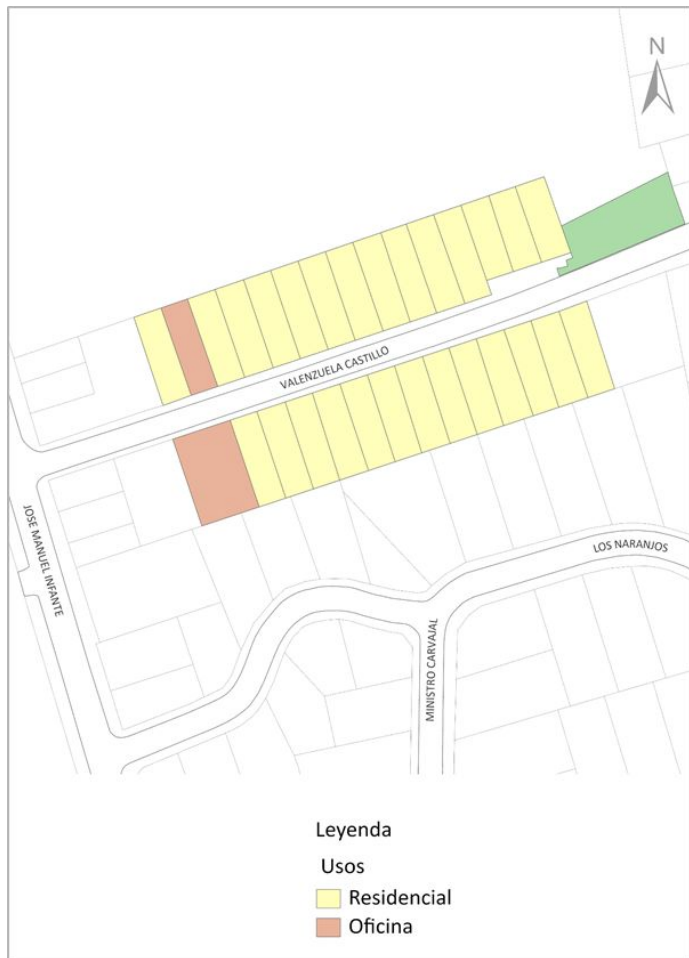 N
VALENZUELA CASTILLO
JOSE MANUEL INFANTE
LOS NARANJOS
MINISTRO CARVAJAL
Leyenda
Usos
Residencial
Oficina